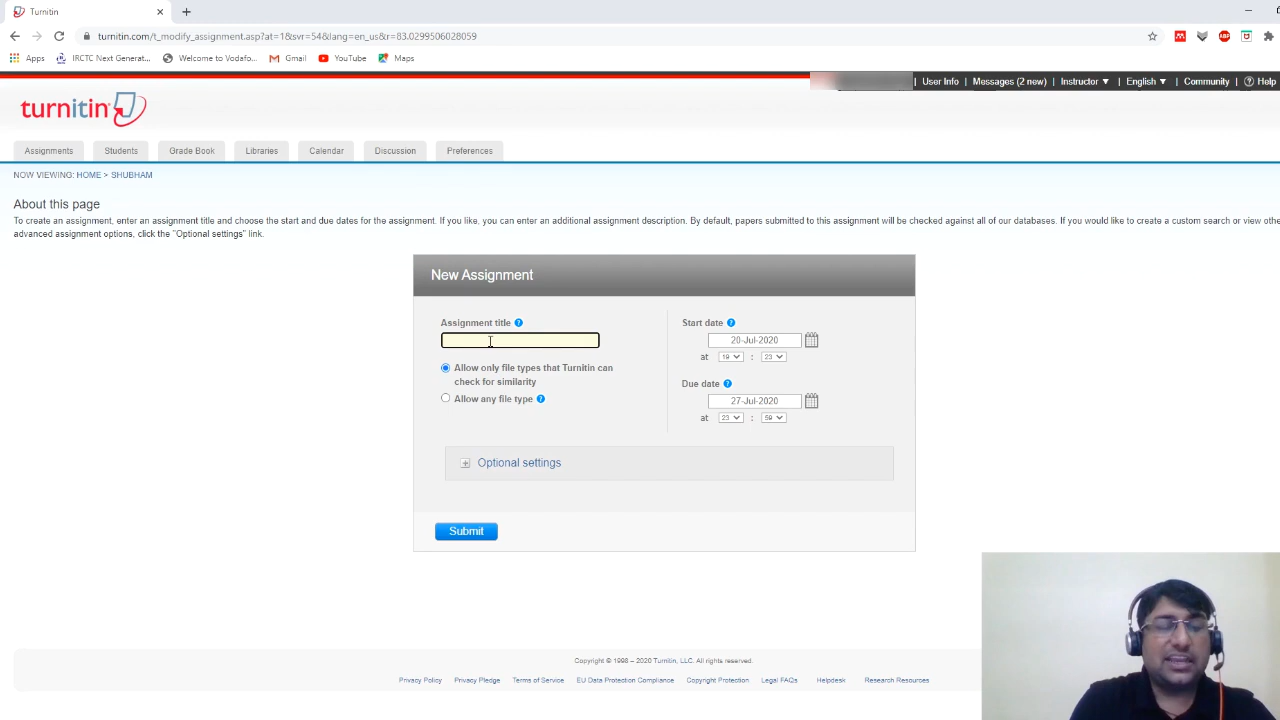 Turnitin
turnitin.com/t_modify_assignment.asp?at=1&svr=54&lang=en_us&r=83.0299506028059
Apps
IRCTC Next Generat...
Welcome to Vodafo...
Gmail
YouTube
Maps
User Info | Messages (2 new) | Instructor ▼ | English ▼ | Community | Help
turnitin
Assignments
Students
Grade Book
Libraries
Calendar
Discussion
Preferences
NOW VIEWING: HOME > SHUBHAM
About this page
To create an assignment, enter an assignment title and choose the start and due dates for the assignment. If you like, you can enter an additional assignment description. By default, papers submitted to this assignment will be checked against all of our databases. If you would like to create a custom search or view othe
advanced assignment options, click the "Optional settings" link.
New Assignment
Assignment title
Allow only file types that Turnitin can
check for similarity
Allow any file type
Start date
20-Jul-2020
at 19 : 23
Due date
27-Jul-2020
at 23 : 59
Optional settings
Submit
Copyright © 1998 – 2020 Turnitin, LLC. All rights reserved.
Privacy Policy
Privacy Pledge
Terms of Service
EU Data Protection Compliance
Copyright Protection
Legal FAQs
Helpdesk
Research Resources